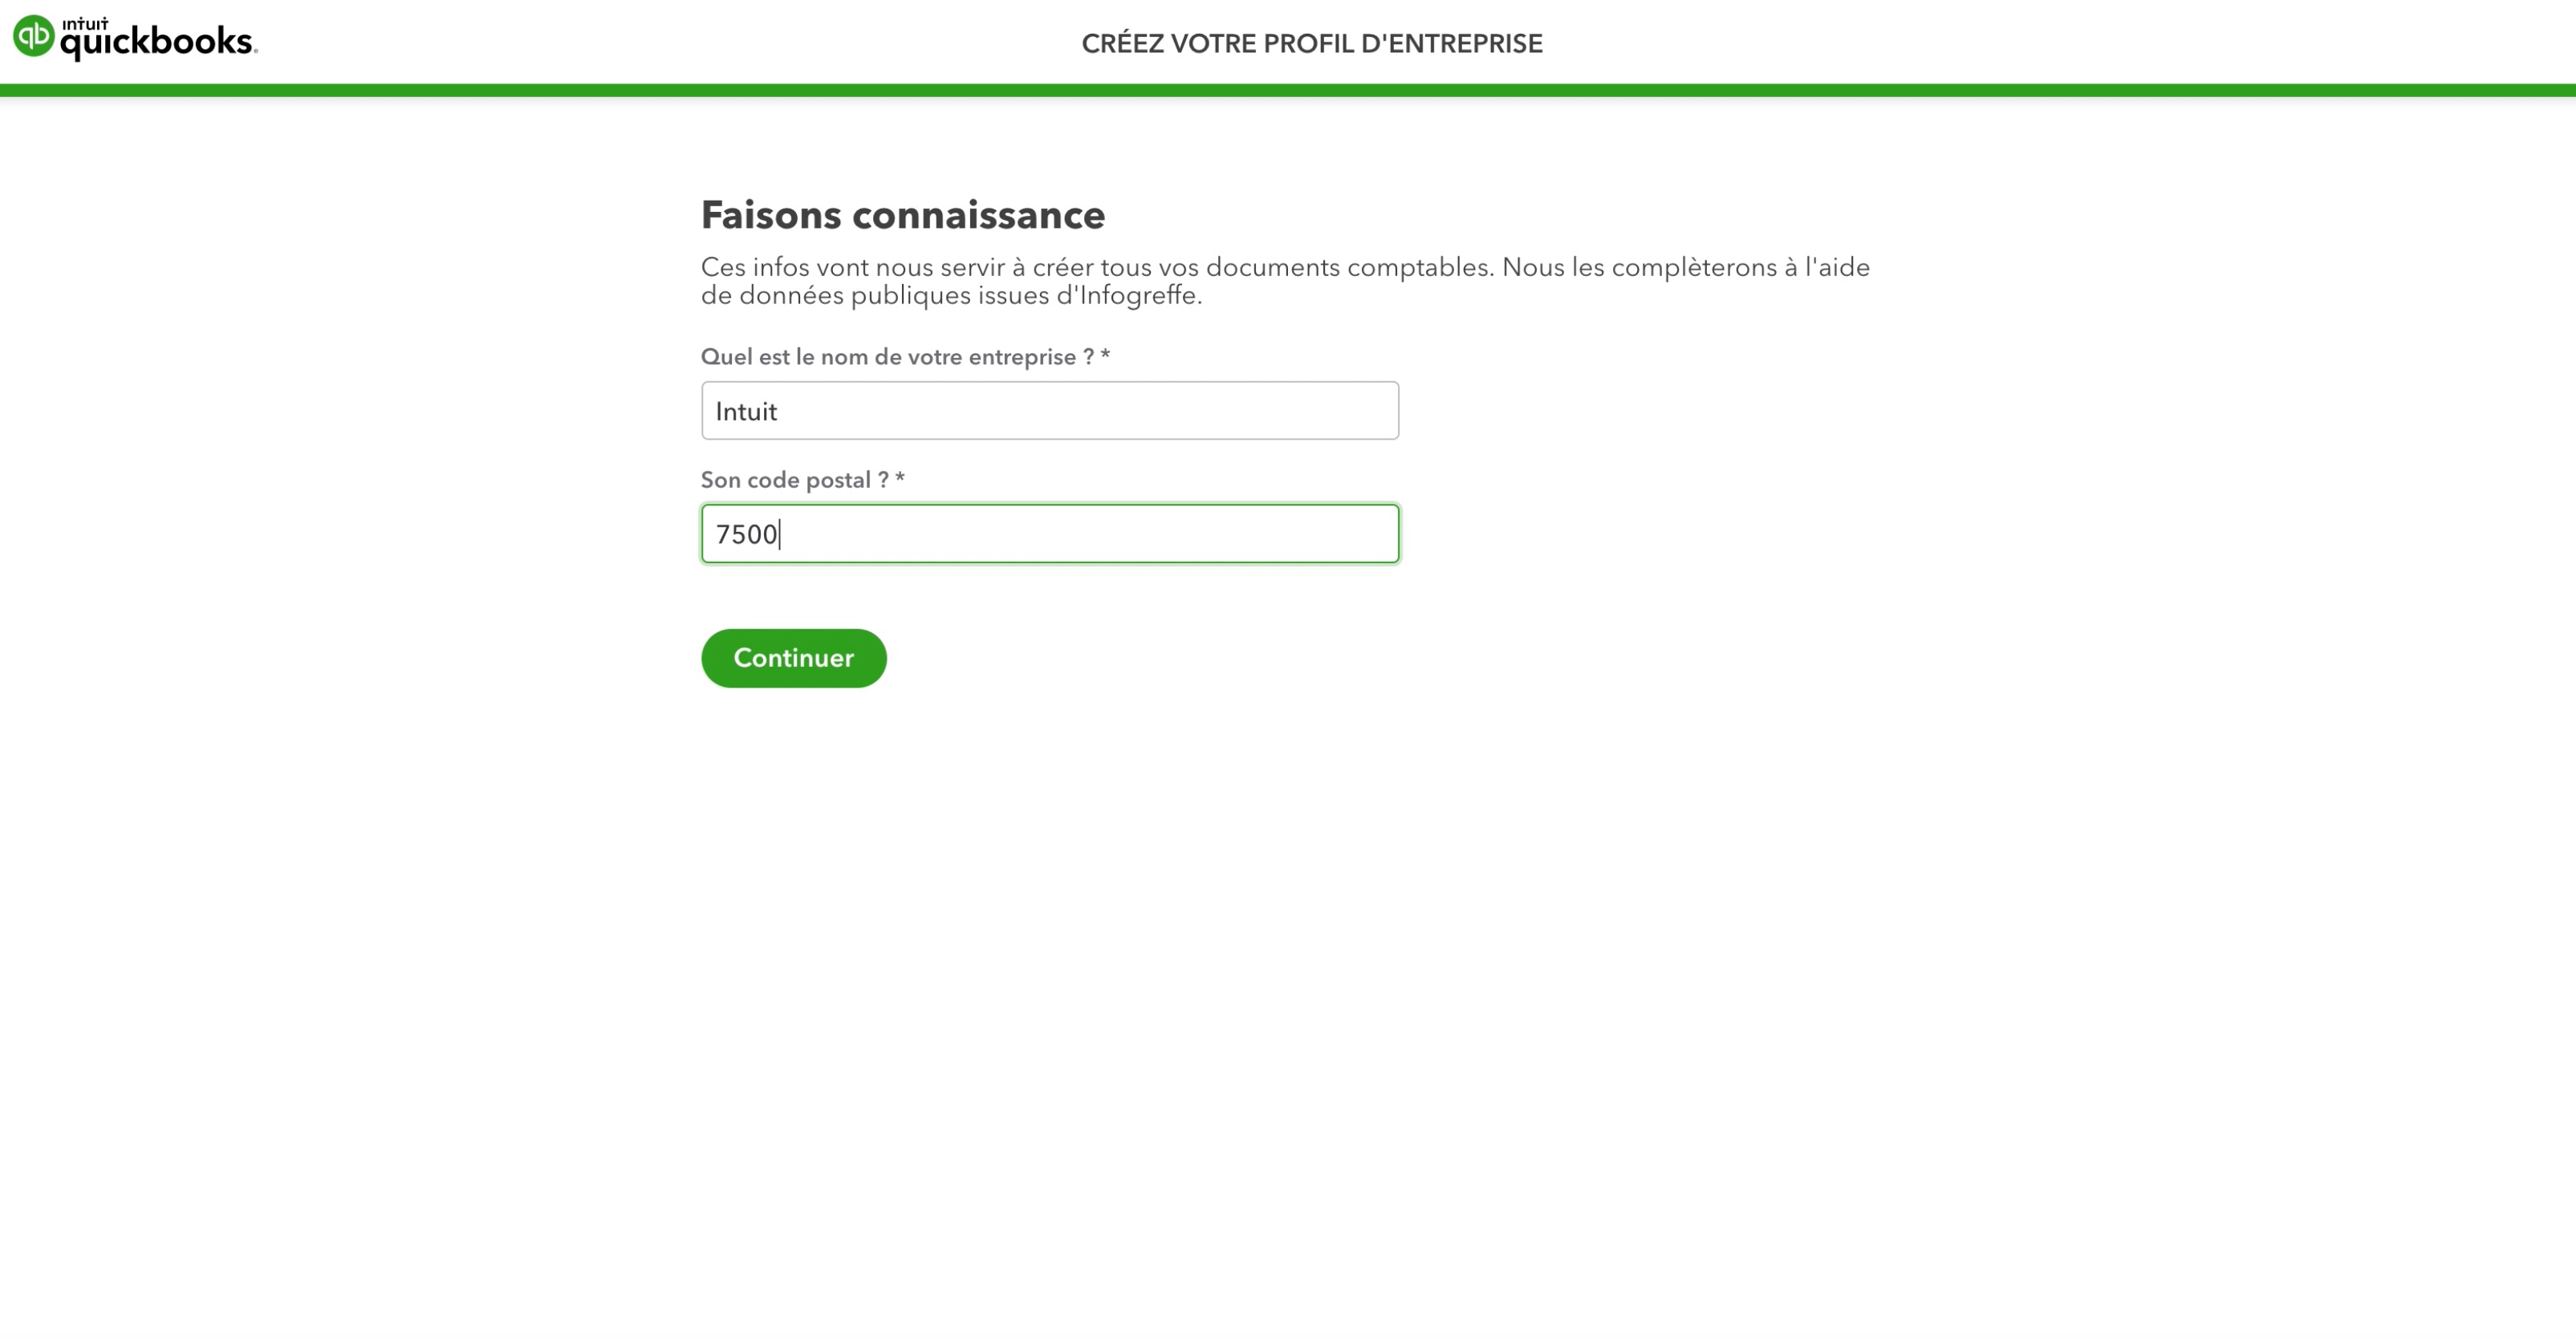 intuit
quickbooks.
CRÉEZ VOTRE PROFIL D'ENTREPRISE
Faisons connaissance
Ces infos vont nous servir à créer tous vos documents comptables. Nous les complèterons à l'aide
de données publiques issues d'Infogreffe.
Quel est le nom de votre entreprise ? *
Intuit
Son code postal ? *
7500
Continuer